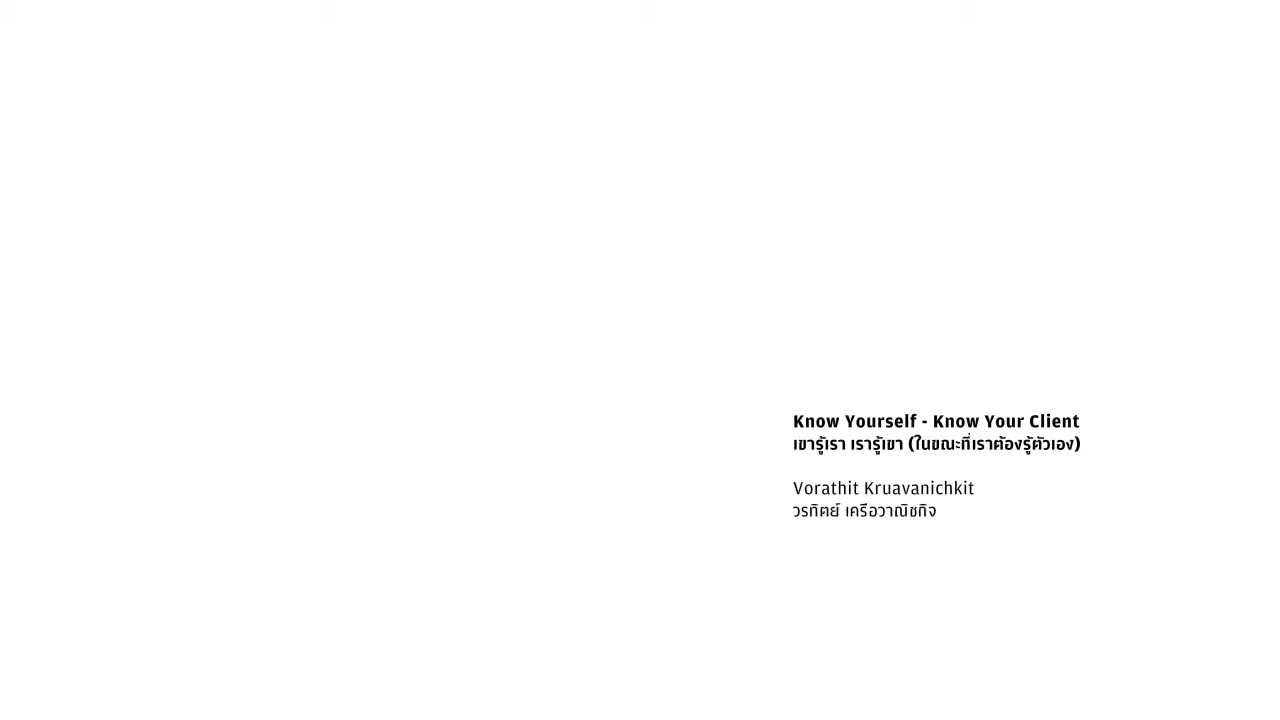 Know Yourself - Know Your Client
เขารู้เรา เรารู้เขา (ในขณะที่เราต้องรู้ตัวเอง)
Vorathit Kruavanichkit
วรทิตย์ เครือวาณิชกิจ